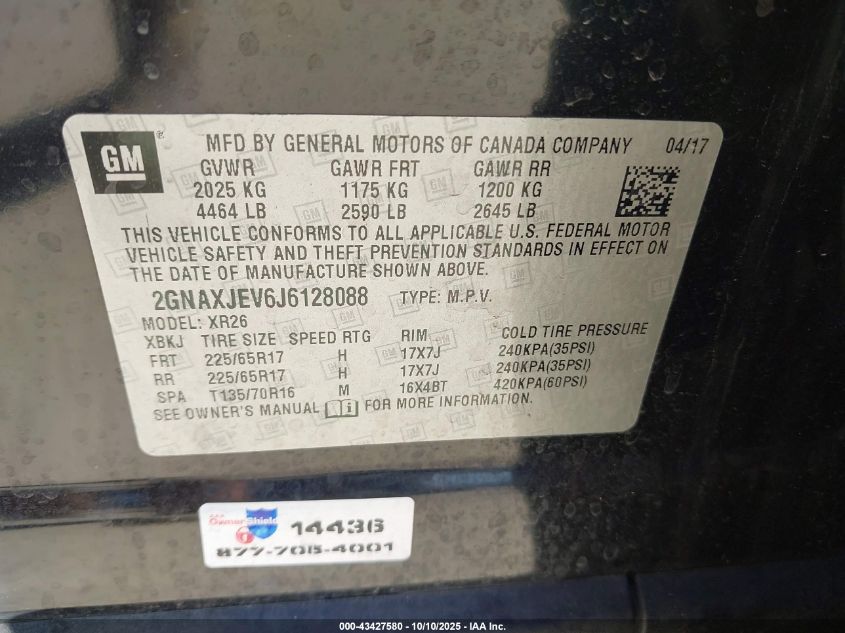 GM
MFD BY GENERAL MOTORS OF CANADA COMPANY 04/17
GVWR GAWR FRT GAWR RR
2025 KG 1175 KG 1200 KG
4464 LB 2590 LB 2645 LB
THIS VEHICLE CONFORMS TO ALL APPLICABLE U.S. FEDERAL MOTOR
VEHICLE SAFETY AND THEFT PREVENTION STANDARDS IN EFFECT ON
THE DATE OF MANUFACTURE SHOWN ABOVE.
2GNAXJEV6J6128088 TYPE: M.P.V.
MODEL: XR26
XBKJ TIRE SIZE SPEED RTG RIM COLD TIRE PRESSURE
FRT 225/65R17 H 17X7J 240KPA(35PSI)
RR 225/65R17 H 17X7J 240KPA(35PSI)
SPA T135/70R16 M 16X4BT 420KPA(60PSI)
SEE OWNER'S MANUAL FOR MORE INFORMATION.
OwnerShield 14436
877-705-4001
000-43427580 - 10/10/2025 - IAA Inc.